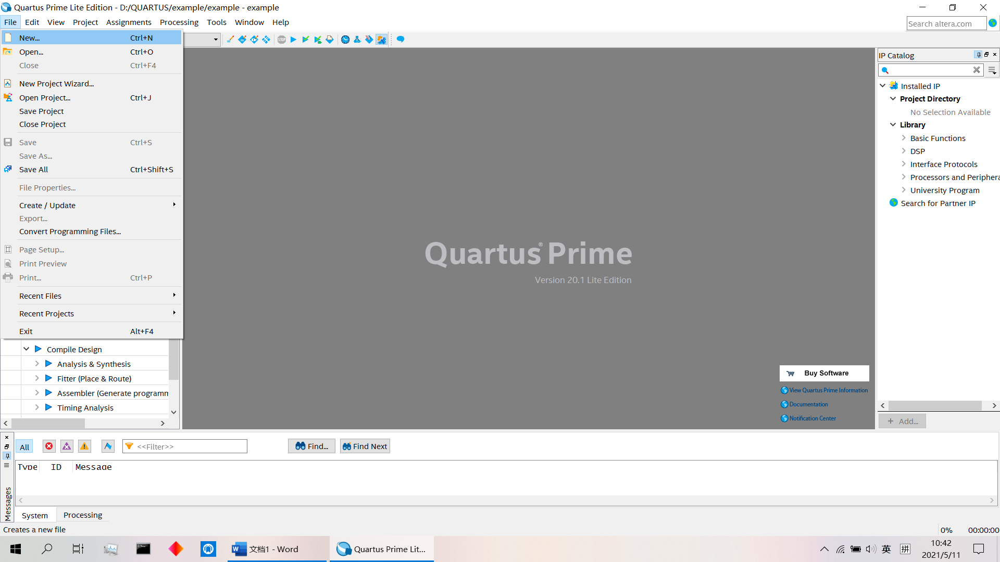 Quartus Prime Lite Edition - D:/QUARTUS/example/example - example
File Edit View Project Assignments Processing Tools Window Help
Search altera.com
New... Ctrl+N
Open... Ctrl+O
Close Ctrl+F4
New Project Wizard...
Open Project... Ctrl+J
Save Project
Close Project
Save Ctrl+S
Save As...
Save All Ctrl+Shift+S
File Properties...
Create / Update
Export...
Convert Programming Files...
Page Setup...
Print Preview
Print... Ctrl+P
Recent Files
Recent Projects
Exit Alt+F4
Compile Design
Analysis & Synthesis
Fitter (Place & Route)
Assembler (Generate programm
Timing Analysis
STOP
Quartus® Prime
Version 20.1 Lite Edition
Buy Software
View Quartus Prime Information
Documentation
Notification Center
IP Catalog
Installed IP
Project Directory
No Selection Available
Library
Basic Functions
DSP
Interface Protocols
Processors and Periphera
University Program
Search for Partner IP
+ Add...
All <<Filter>> Find... Find Next
Type ID Message
Messages
System Processing
Creates a new file
0% 00:00:00
文档1 - Word
Quartus Prime Lit...
英 拼
10:42
2021/5/11